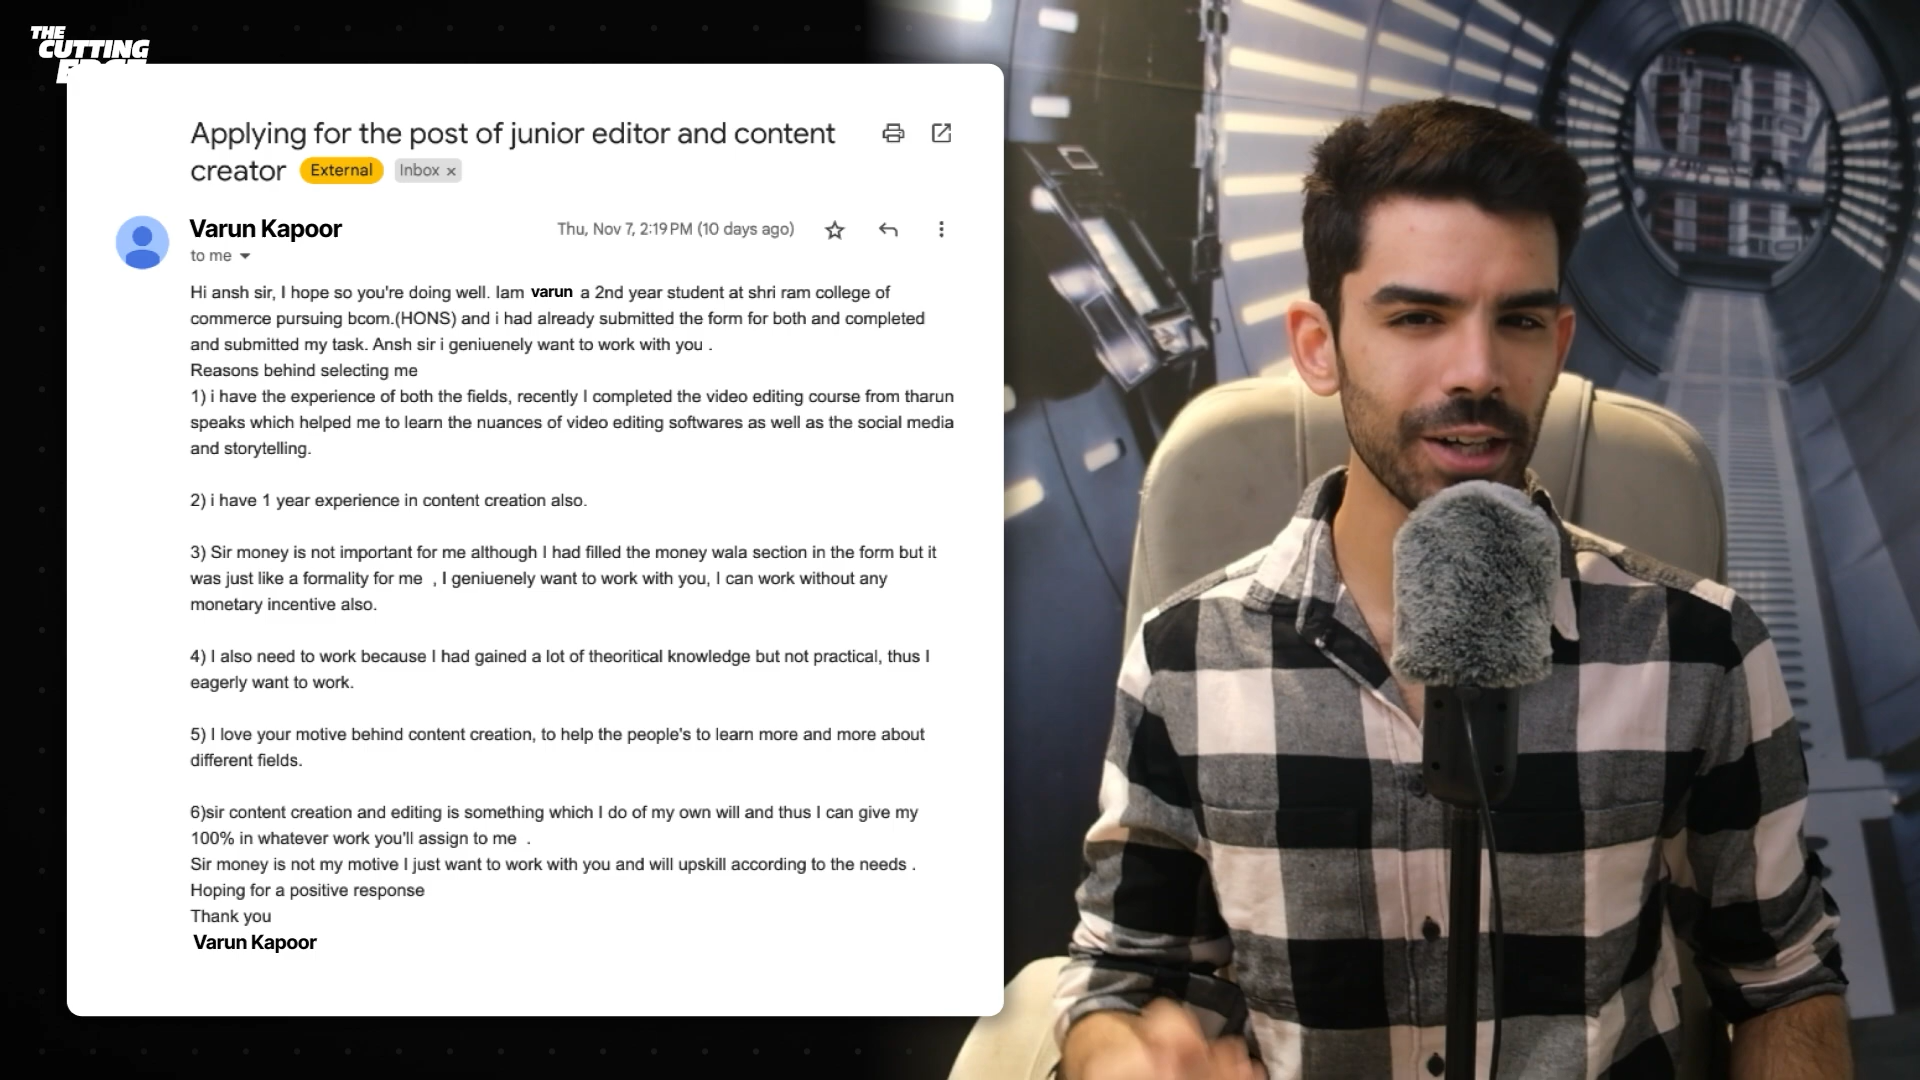 THE
CUTTING
EDGE
Applying for the post of junior editor and content
creator External Inbox ×
Varun Kapoor Thu, Nov 7, 2:19 PM (10 days ago)
to me
Hi ansh sir, I hope so you're doing well. Iam varun a 2nd year student at shri ram college of
commerce pursuing bcom.(HONS) and i had already submitted the form for both and completed
and submitted my task. Ansh sir i geniuenely want to work with you .
Reasons behind selecting me
1) i have the experience of both the fields, recently I completed the video editing course from tharun
speaks which helped me to learn the nuances of video editing softwares as well as the social media
and storytelling.
2) i have 1 year experience in content creation also.
3) Sir money is not important for me although I had filled the money wala section in the form but it
was just like a formality for me , I geniuenely want to work with you, I can work without any
monetary incentive also.
4) I also need to work because I had gained a lot of theoritical knowledge but not practical, thus I
eagerly want to work.
5) I love your motive behind content creation, to help the people's to learn more and more about
different fields.
6)sir content creation and editing is something which I do of my own will and thus I can give my
100% in whatever work you'll assign to me .
Sir money is not my motive I just want to work with you and will upskill according to the needs .
Hoping for a positive response
Thank you
Varun Kapoor